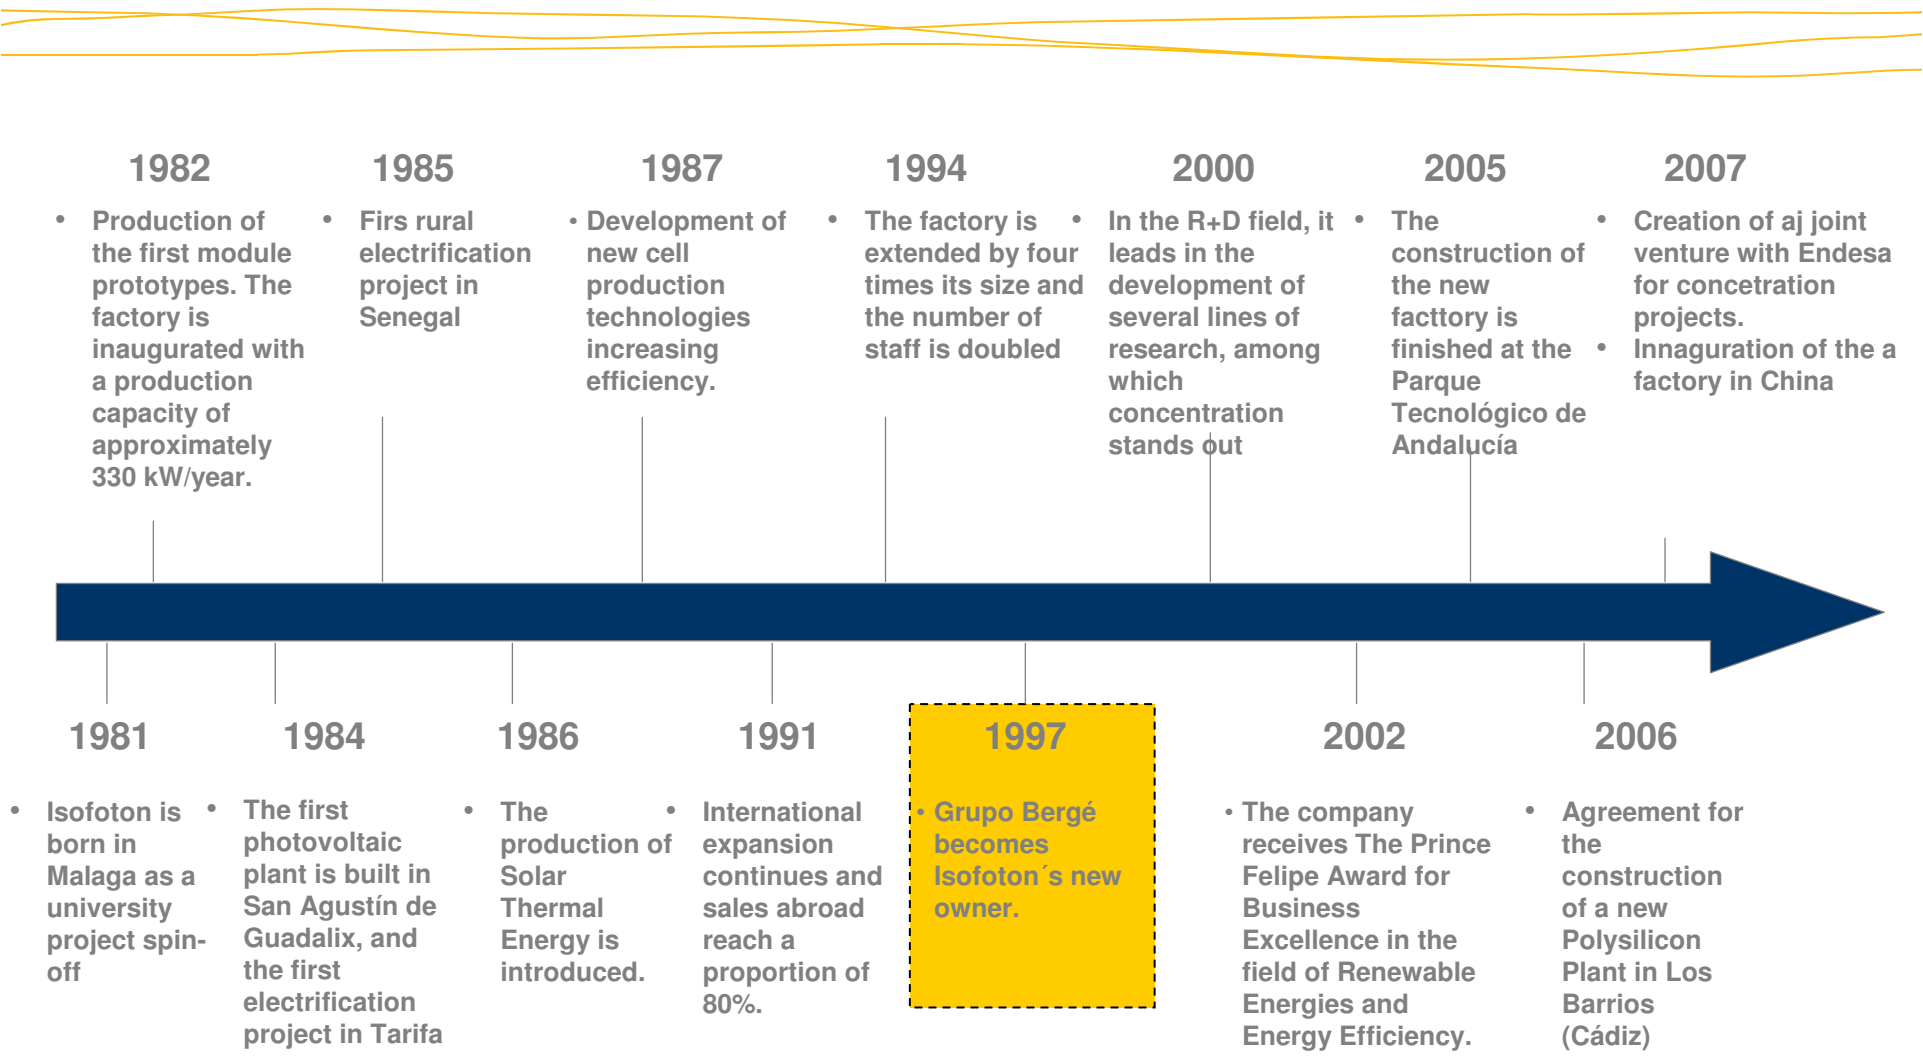 1982
• Production of
the first module
prototypes. The
factory is
inaugurated with
a production
capacity of
approximately
330 kW/year.
1985
• Firs rural
electrification
project in
Senegal
1987
• Development of
new cell
production
technologies
increasing
efficiency.
1994
• The factory is
extended by four
times its size and
the number of
staff is doubled
2000
• In the R+D field, it
leads in the
development of
several lines of
research, among
which
concentration
stands out
2005
• The
construction of
the new
facttory is
finished at the
Parque
Tecnológico de
Andalucía
2007
• Creation of aj joint
venture with Endesa
for concetration
projects.
• Innaguration of the a
factory in China
1981
• Isofoton is
born in
Malaga as a
university
project spin-
off
1984
• The first
photovoltaic
plant is built in
San Agustín de
Guadalix, and
the first
electrification
project in Tarifa
1986
• The
production of
Solar
Thermal
Energy is
introduced.
1991
• International
expansion
continues and
sales abroad
reach a
proportion of
80%.
1997
• Grupo Bergé
becomes
Isofoton´s new
owner.
2002
• The company
receives The Prince
Felipe Award for
Business
Excellence in the
field of Renewable
Energies and
Energy Efficiency.
2006
• Agreement for
the
construction
of a new
Polysilicon
Plant in Los
Barrios
(Cádiz)